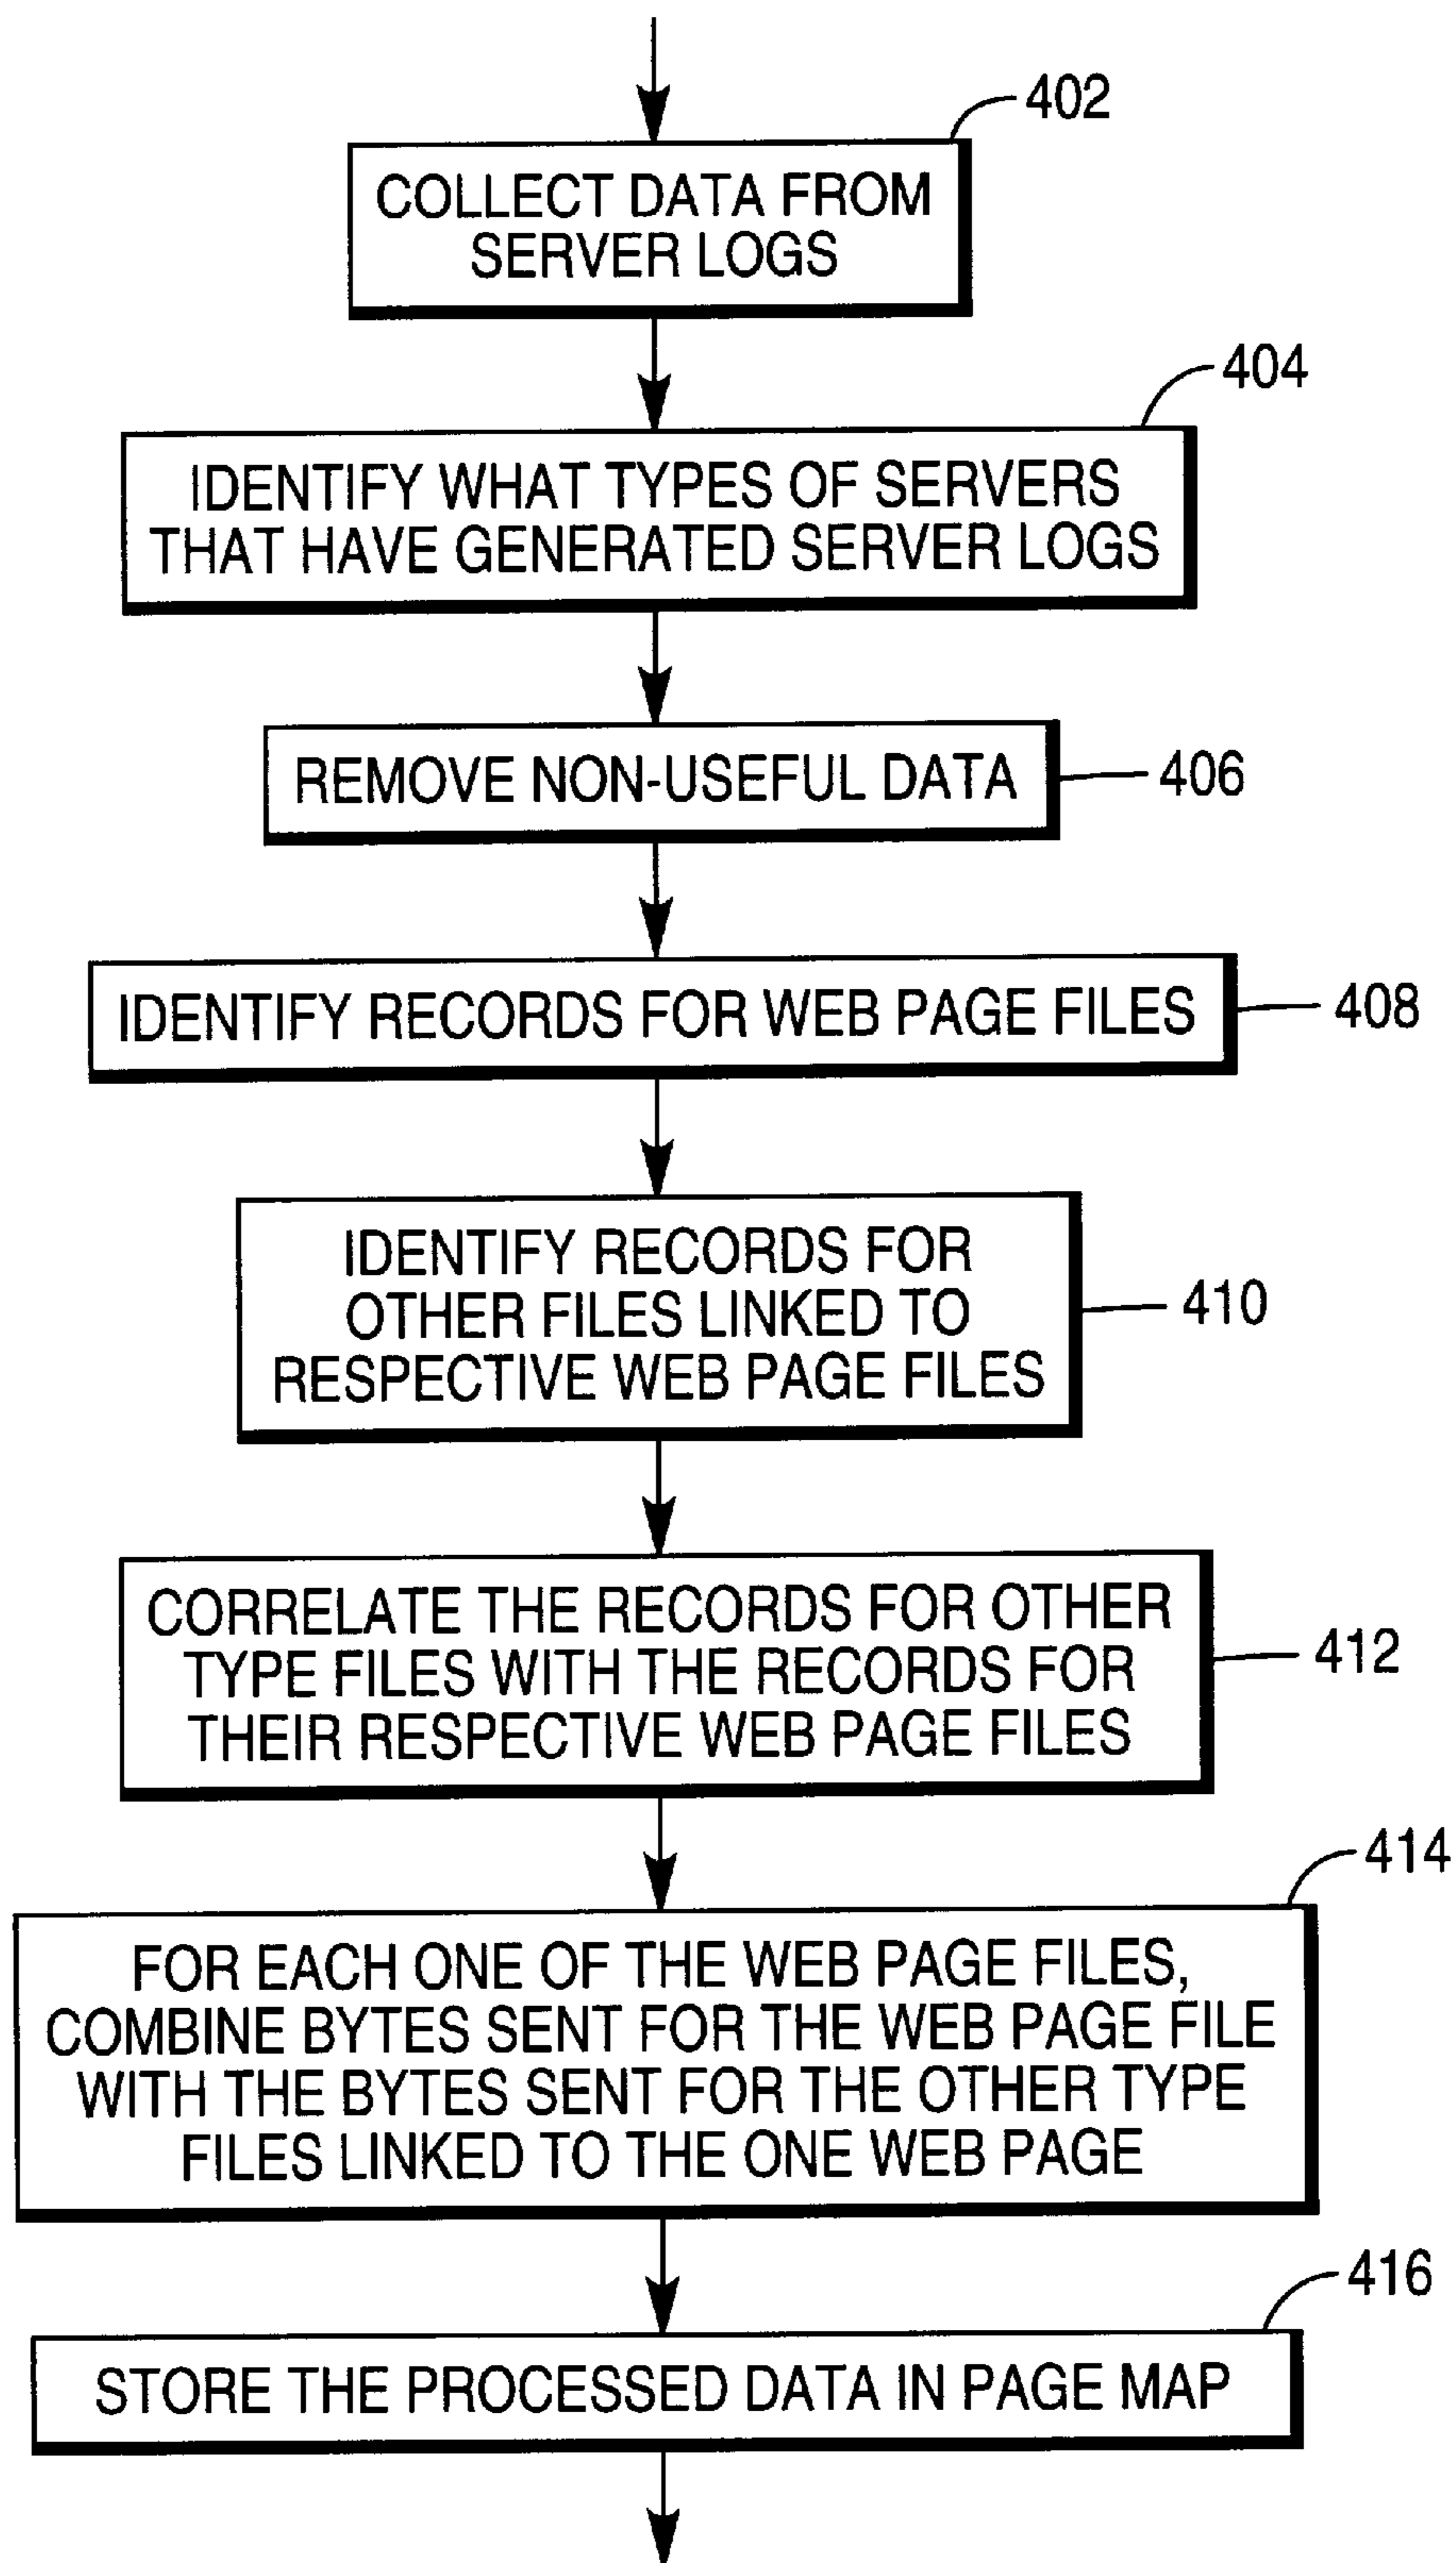 402
COLLECT DATA FROM
SERVER LOGS
404
IDENTIFY WHAT TYPES OF SERVERS
THAT HAVE GENERATED SERVER LOGS
REMOVE NON-USEFUL DATA
406
IDENTIFY RECORDS FOR WEB PAGE FILES
408
IDENTIFY RECORDS FOR
OTHER FILES LINKED TO
RESPECTIVE WEB PAGE FILES
410
CORRELATE THE RECORDS FOR OTHER
TYPE FILES WITH THE RECORDS FOR
THEIR RESPECTIVE WEB PAGE FILES
412
414
FOR EACH ONE OF THE WEB PAGE FILES,
COMBINE BYTES SENT FOR THE WEB PAGE FILE
WITH THE BYTES SENT FOR THE OTHER TYPE
FILES LINKED TO THE ONE WEB PAGE
416
STORE THE PROCESSED DATA IN PAGE MAP